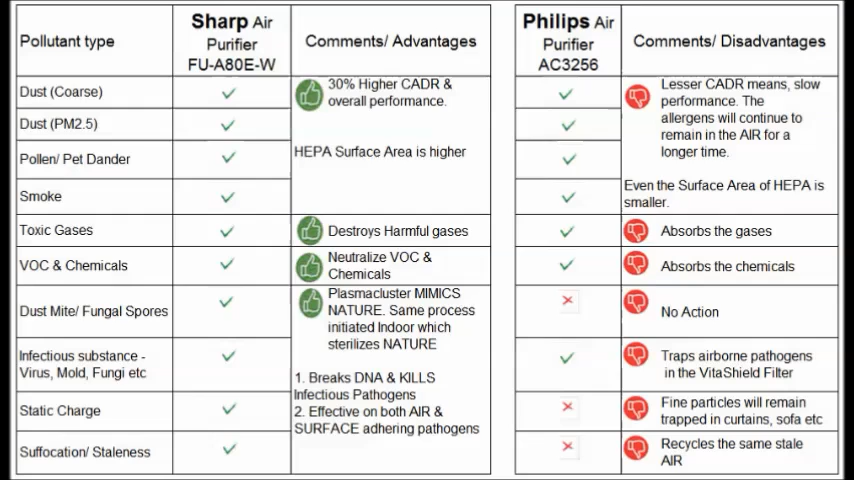 Pollutant type
Sharp Air
Purifier
FU-A80E-W
Comments/ Advantages
Philips Air
Purifier
AC3256
Comments/ Disadvantages
Dust (Coarse)
30% Higher CADR &
overall performance.
Lesser CADR means, slow
performance. The
allergens will continue to
remain in the AIR for a
longer time.
Dust (PM2.5)
Pollen/ Pet Dander
HEPA Surface Area is higher
Smoke
Even the Surface Area of HEPA is
smaller.
Toxic Gases
Destroys Harmful gases
Absorbs the gases
VOC & Chemicals
Neutralize VOC &
Chemicals
Absorbs the chemicals
Dust Mite/ Fungal Spores
Plasmacluster MIMICS
NATURE. Same process
initiated Indoor which
sterilizes NATURE
No Action
Infectious substance -
Virus, Mold, Fungi etc
1. Breaks DNA & KILLS
Infectious Pathogens
2. Effective on both AIR &
SURFACE adhering pathogens
Traps airborne pathogens
in the VitaShield Filter
Static Charge
Fine particles will remain
trapped in curtains, sofa etc
Suffocation/ Staleness
Recycles the same stale
AIR